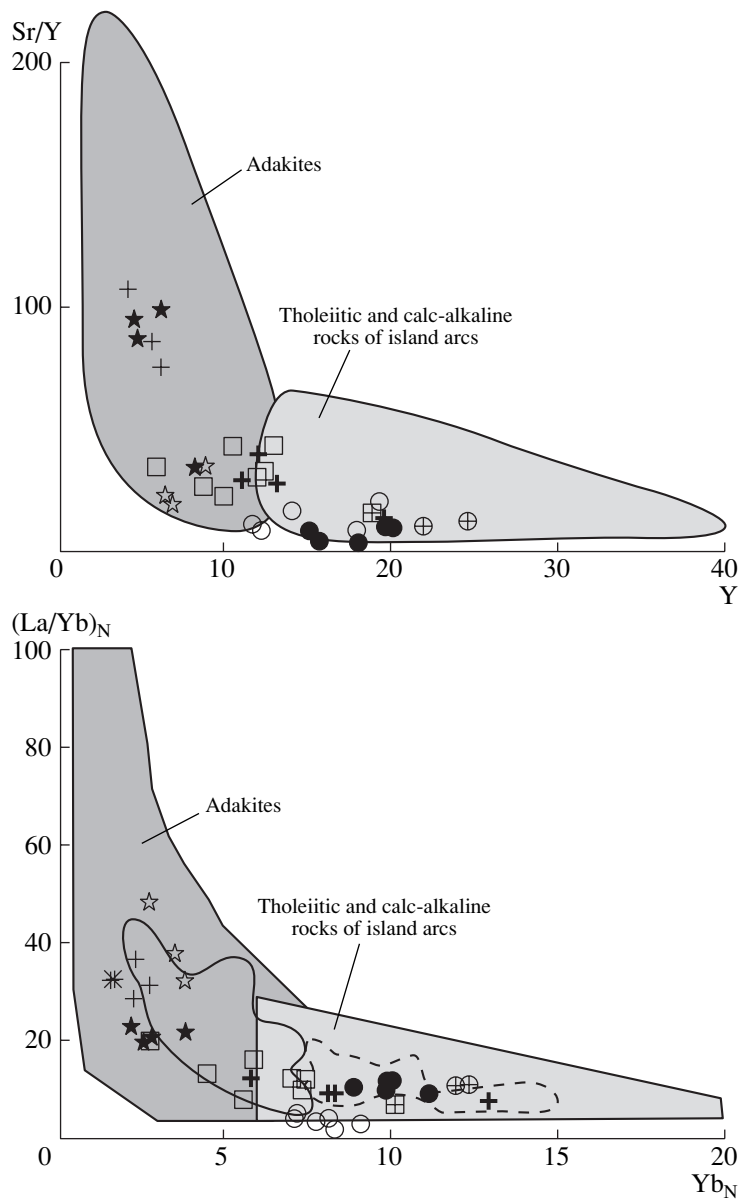 Sr/Y
200
Adakites
100
Tholeiitic and calc-alkaline
rocks of island arcs
0
10
20
30
40
Y
(La/Yb)N
100
80
Adakites
60
Tholeiitic and calc-alkaline
rocks of island arcs
40
20
0
5
10
15
20
YbN